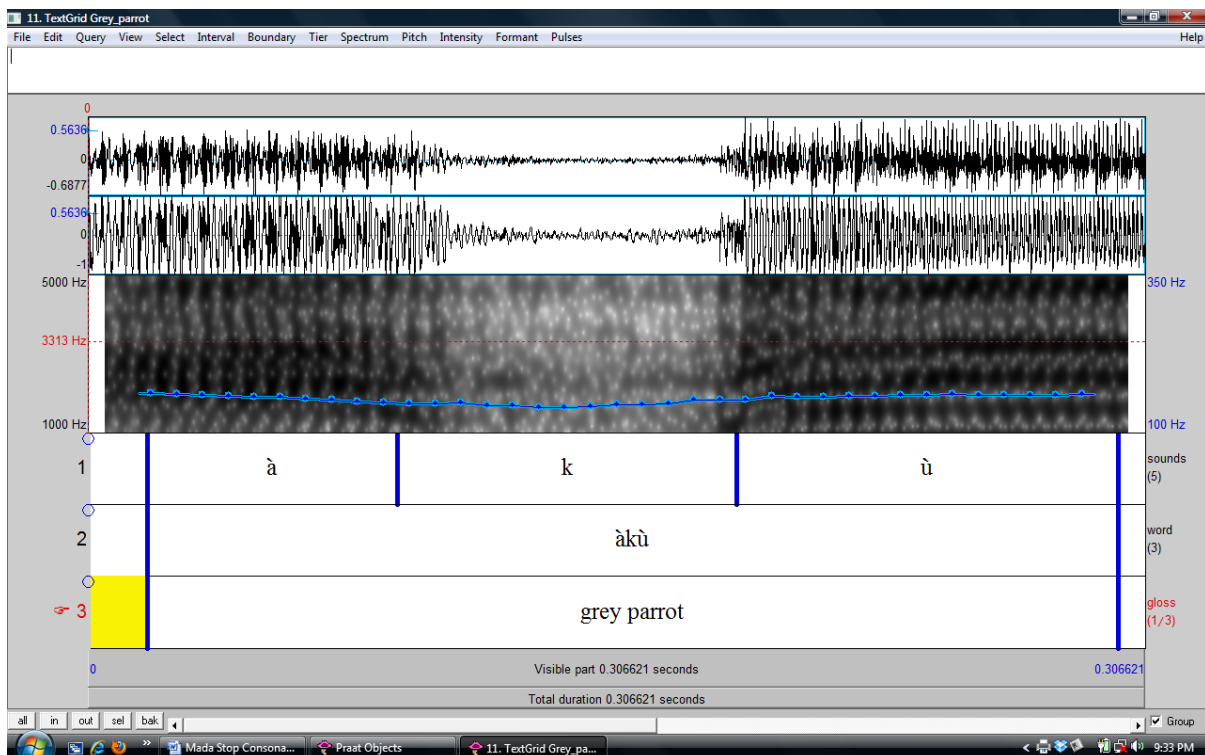 11. TextGrid Grey_parrot
File Edit Query View Select Interval Boundary Tier Spectrum Pitch Intensity Formant Pulses Help
0
0.5636
0
-0.6877
0.5636
0
-1
5000 Hz 350 Hz
3313 Hz
1000 Hz 100 Hz
1 à k ù sounds (5)
2 àkù word (3)
3 grey parrot gloss (1/3)
0 Visible part 0.306621 seconds 0.306621
Total duration 0.306621 seconds
all in out sel bak Group
Mada Stop Consona... Praat Objects 11. TextGrid Grey_pa... 9:33 PM